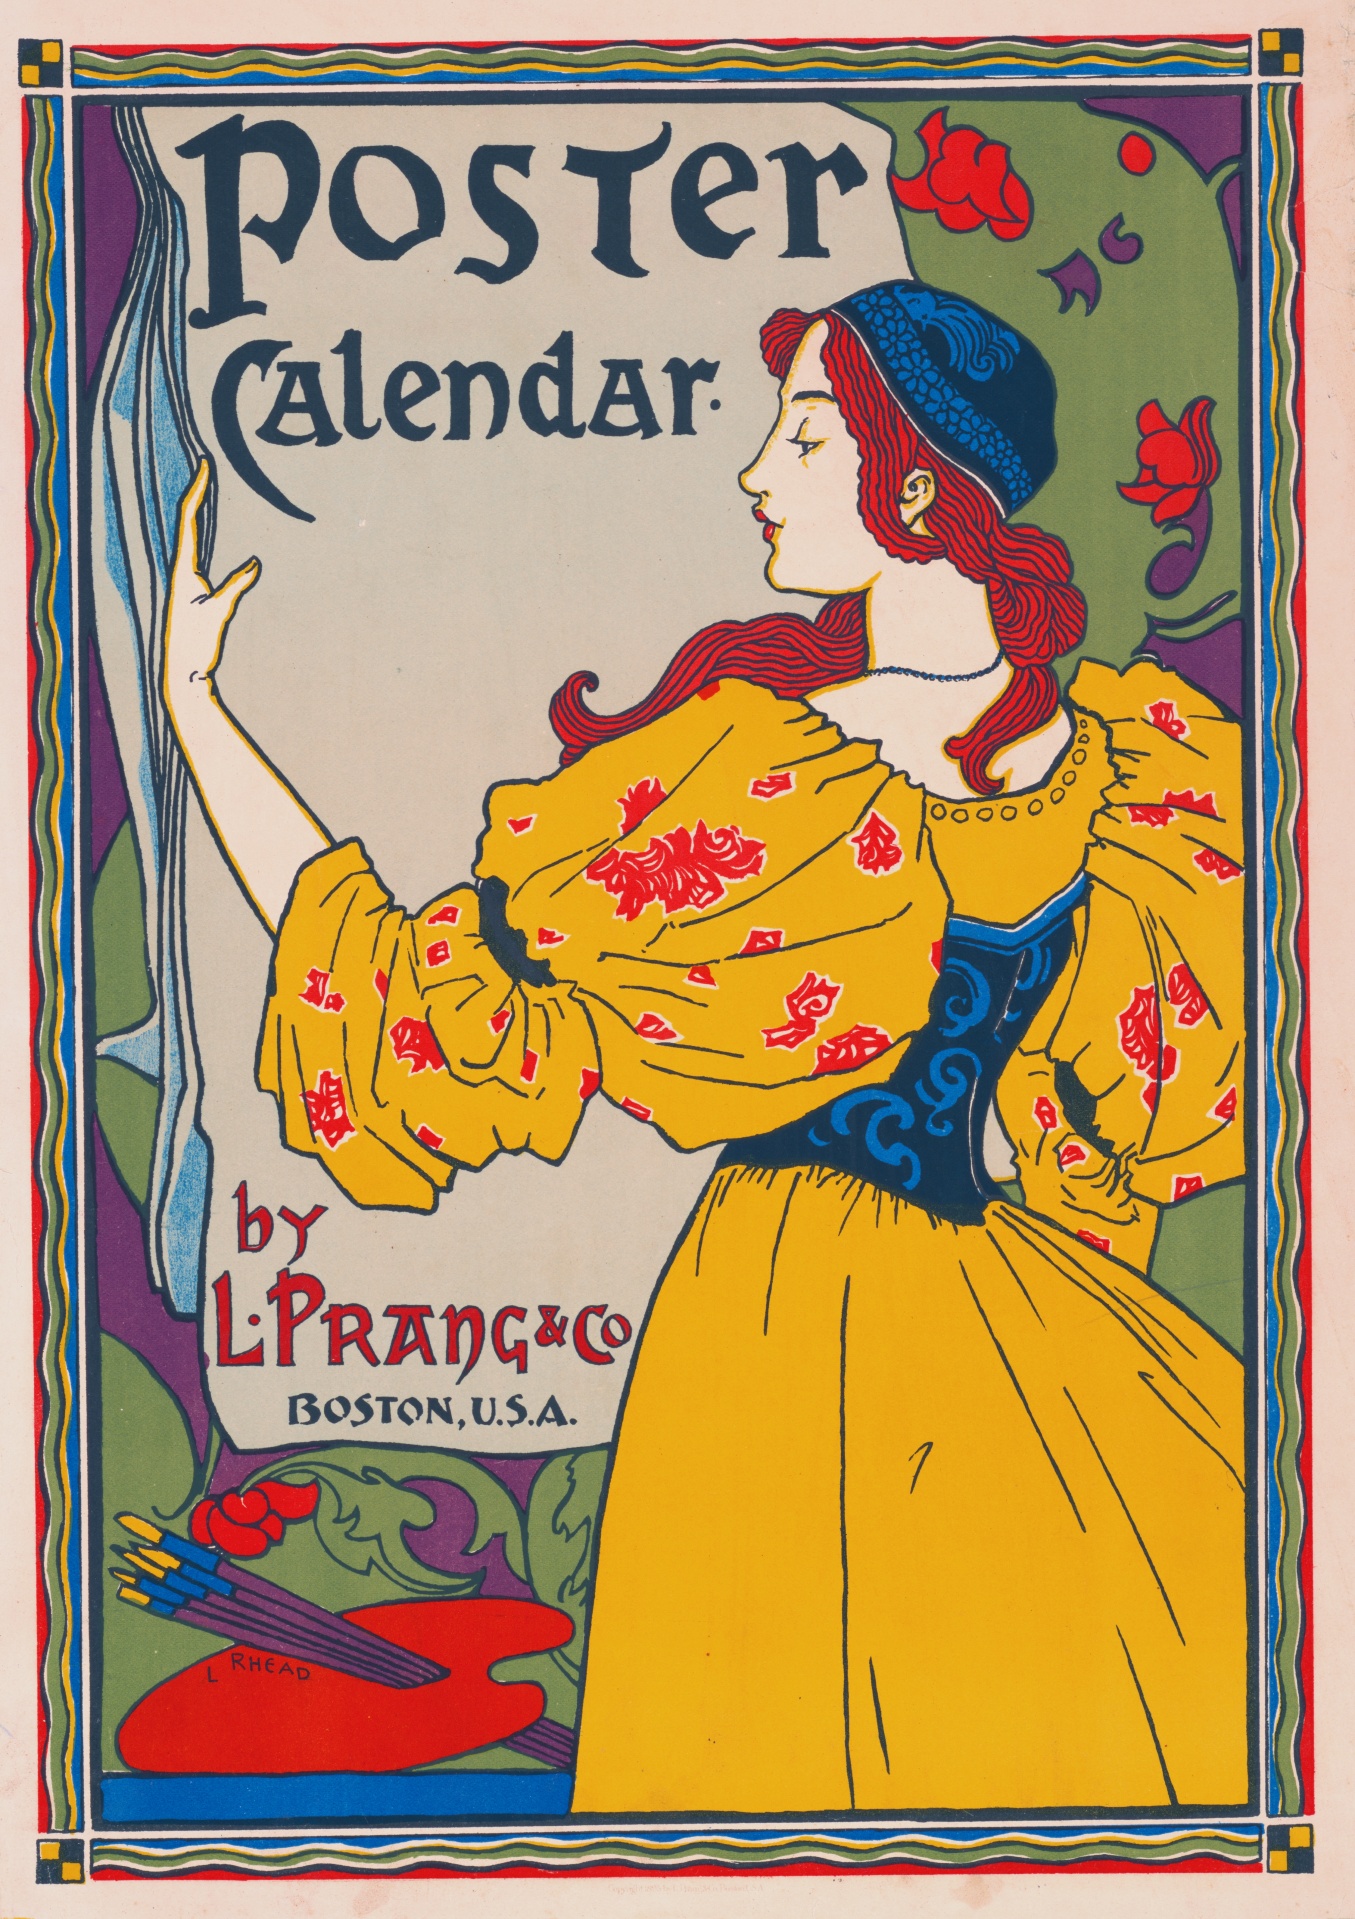 Poster
Calendar.
by
L. Prang & Co
Boston, U.S.A.
L RHEAD